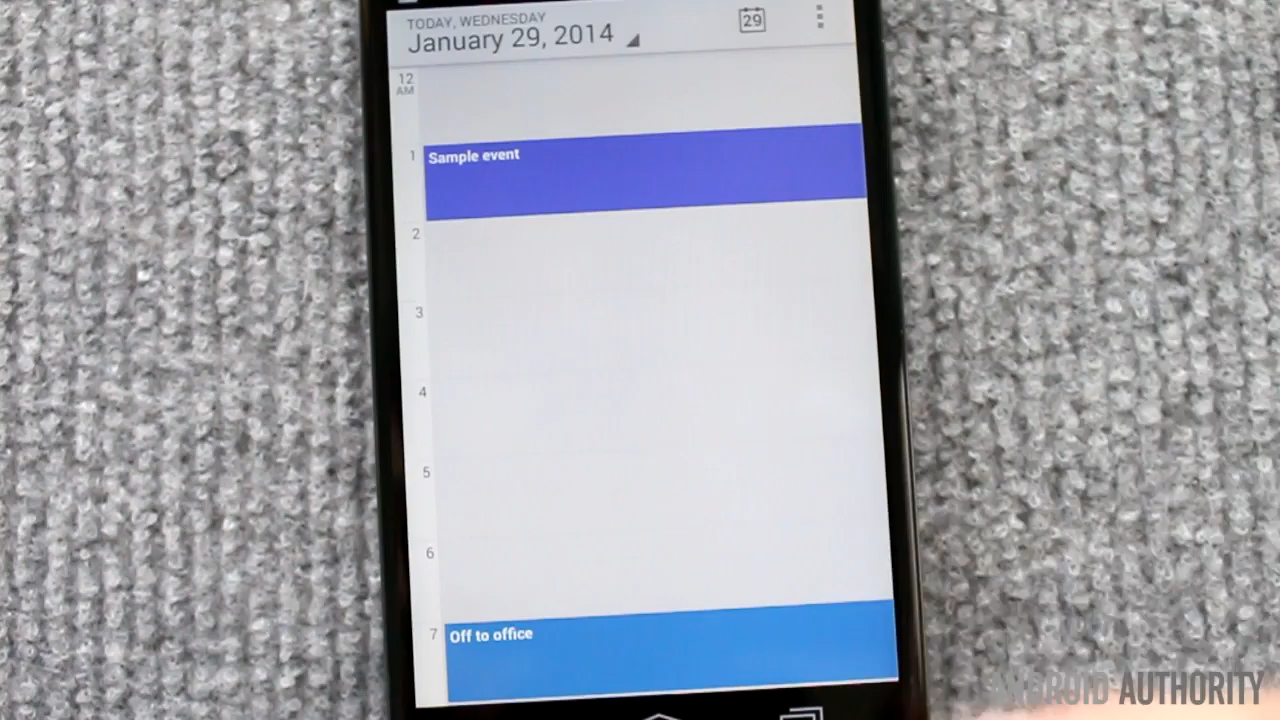 TODAY, WEDNESDAY
January 29, 2014
29
12
AM
1
Sample event
2
3
4
5
6
7
Off to office
ANDROID AUTHORITY